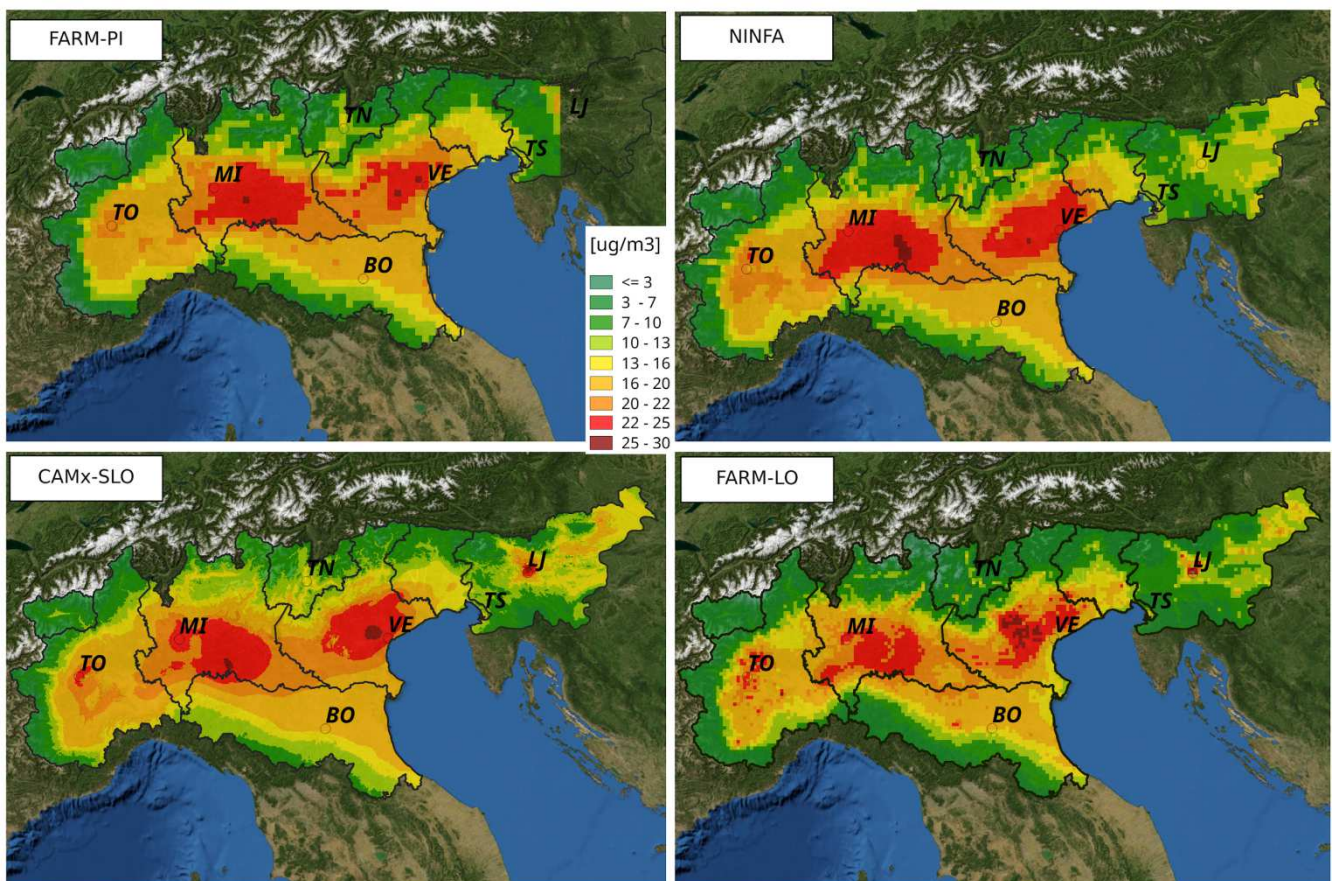 FARM-PI
TN
LJ
MI
VE
TS
TO
BO
NINFA
LJ
TN
TS
MI
VE
TO
BO
[ug/m3]
<= 3
3 - 7
7 - 10
10 - 13
13 - 16
16 - 20
20 - 22
22 - 25
25 - 30
CAMx-SLO
TN
LJ
TS
MI
VE
TO
BO
FARM-LO
LJ
TN
TS
MI
VE
TO
BO